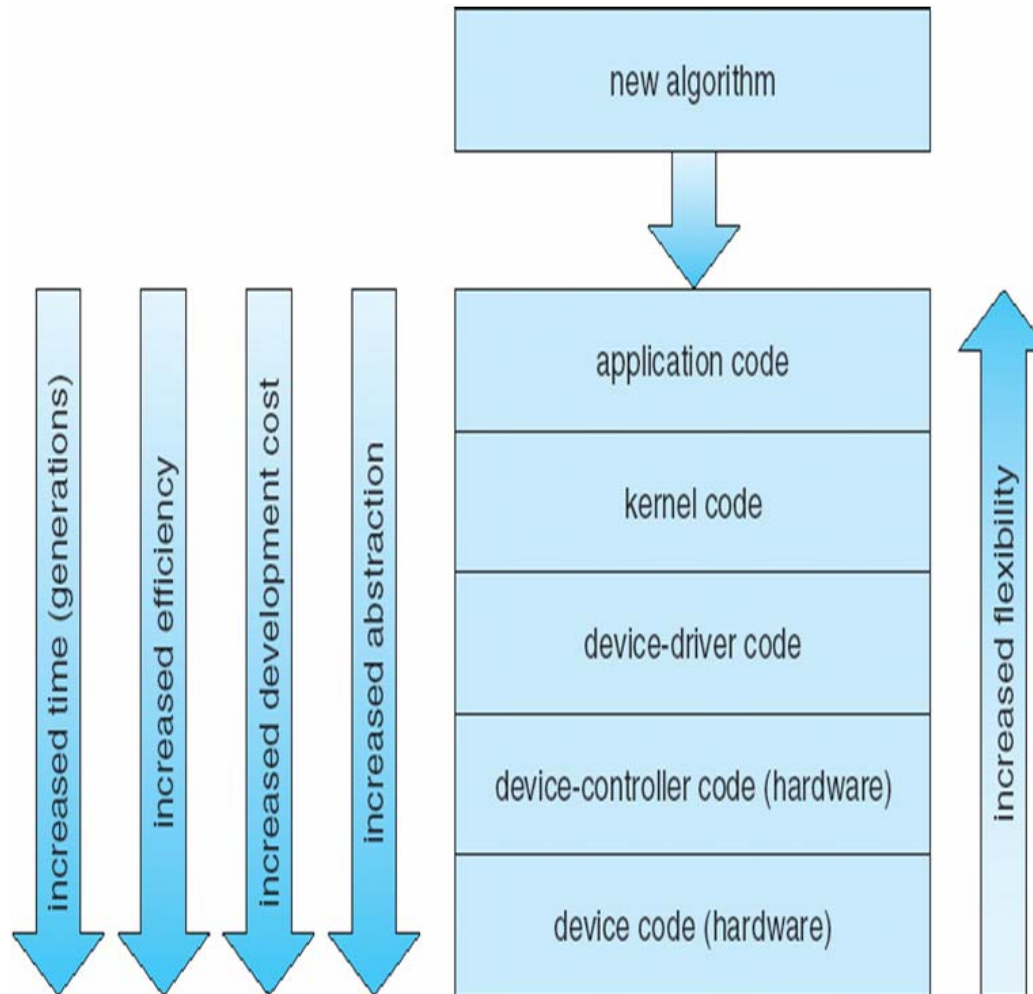 new algorithm
increased time (generations)
increased efficiency
increased development cost
increased abstraction
application code
kernel code
device-driver code
device-controller code (hardware)
device code (hardware)
increased flexibility